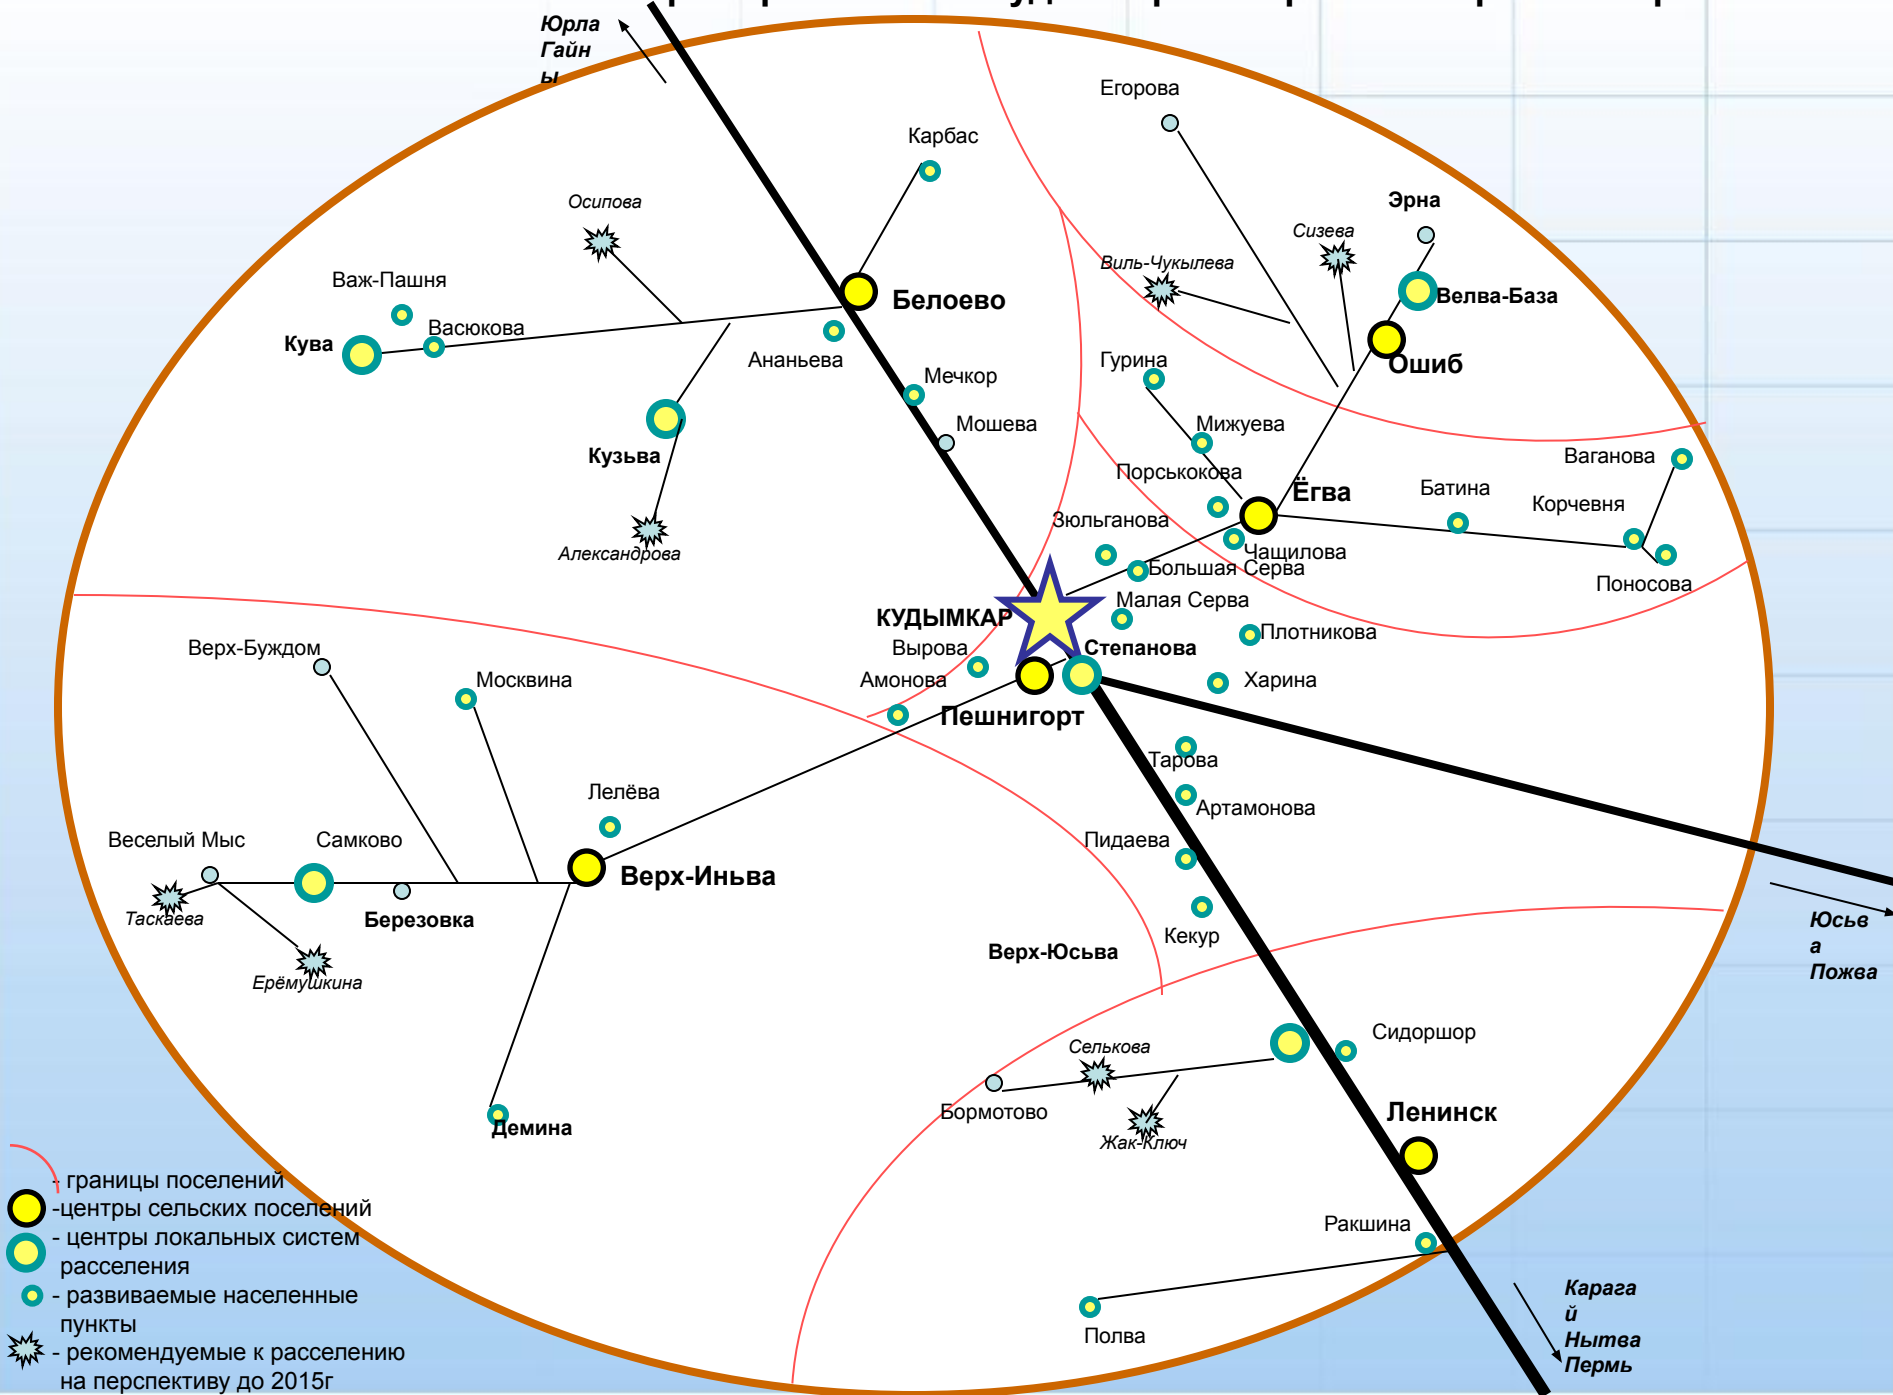 Юрла
Гайн
ы
Егорова
Карбас
Осипова
Эрна
Сизева
Виль-Чукылева
Важ-Пашня
Белоево
Велва-База
Васюкова
Кува
Ананьева
Гурина
Ошиб
Мечкор
Мошева
Мижуева
Кузьва
Ваганова
Порськокова
Ёгва
Батина
Корчевня
Зюльганова
Александрова
Чащилова
Большая Серва
Поносова
Малая Серва
КУДЫМКАР
Плотникова
Вырова
Степанова
Верх-Буждом
Москвина
Амонова
Харина
Пешнигорт
Тарова
Лелёва
Артамонова
Веселый Мыс
Самково
Пидаева
Верх-Иньва
Таскаева
Березовка
Юсьв
а
Пожва
Кекур
Верх-Юсьва
Ерёмушкина
Селькова
Сидоршор
Бормотово
Ленинск
Демина
Жак-Ключ
Ракшина
Полва
Карага
й
Нытва
Пермь
- границы поселений
-центры сельских поселений
- центры локальных систем
расселения
- развиваемые населенные
пункты
- рекомендуемые к расселению
на перспективу до 2015г